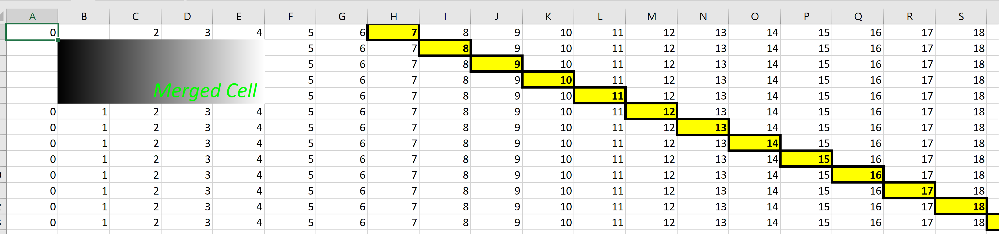 A B C D E F G H I J K L M N O P Q R S
0 2 3 4 5 6 7 8 9 10 11 12 13 14 15 16 17 18
5 6 7 8 9 10 11 12 13 14 15 16 17 18
5 6 7 8 9 10 11 12 13 14 15 16 17 18
5 6 7 8 9 10 11 12 13 14 15 16 17 18
Merged Cell 5 6 7 8 9 10 11 12 13 14 15 16 17 18
0 1 2 3 4 5 6 7 8 9 10 11 12 13 14 15 16 17 18
0 1 2 3 4 5 6 7 8 9 10 11 12 13 14 15 16 17 18
0 1 2 3 4 5 6 7 8 9 10 11 12 13 14 15 16 17 18
0 1 2 3 4 5 6 7 8 9 10 11 12 13 14 15 16 17 18
0 1 2 3 4 5 6 7 8 9 10 11 12 13 14 15 16 17 18
0 1 2 3 4 5 6 7 8 9 10 11 12 13 14 15 16 17 18
0 1 2 3 4 5 6 7 8 9 10 11 12 13 14 15 16 17 18
0 1 2 3 4 5 6 7 8 9 10 11 12 13 14 15 16 17 18